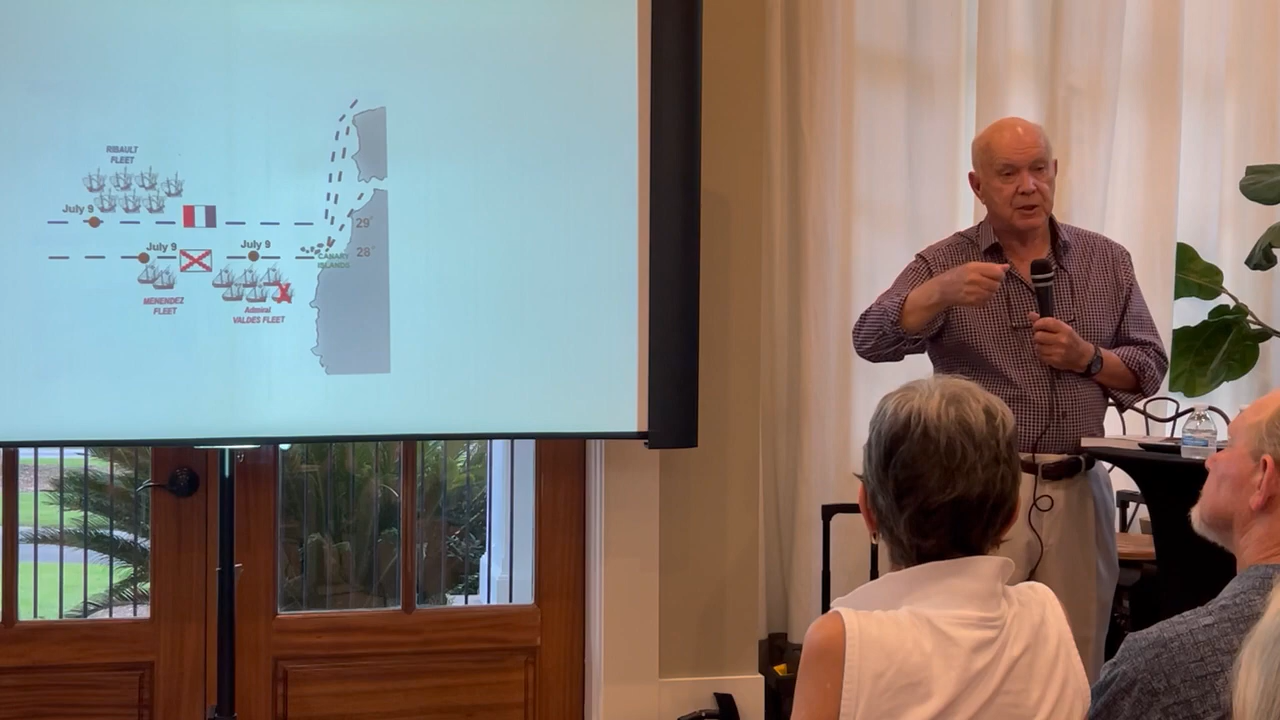 RIBAULT
FLEET
July 9
29°
July 9
July 9
28°
CANARY
ISLANDS
MENENDEZ
FLEET
Admiral
VALDES FLEET